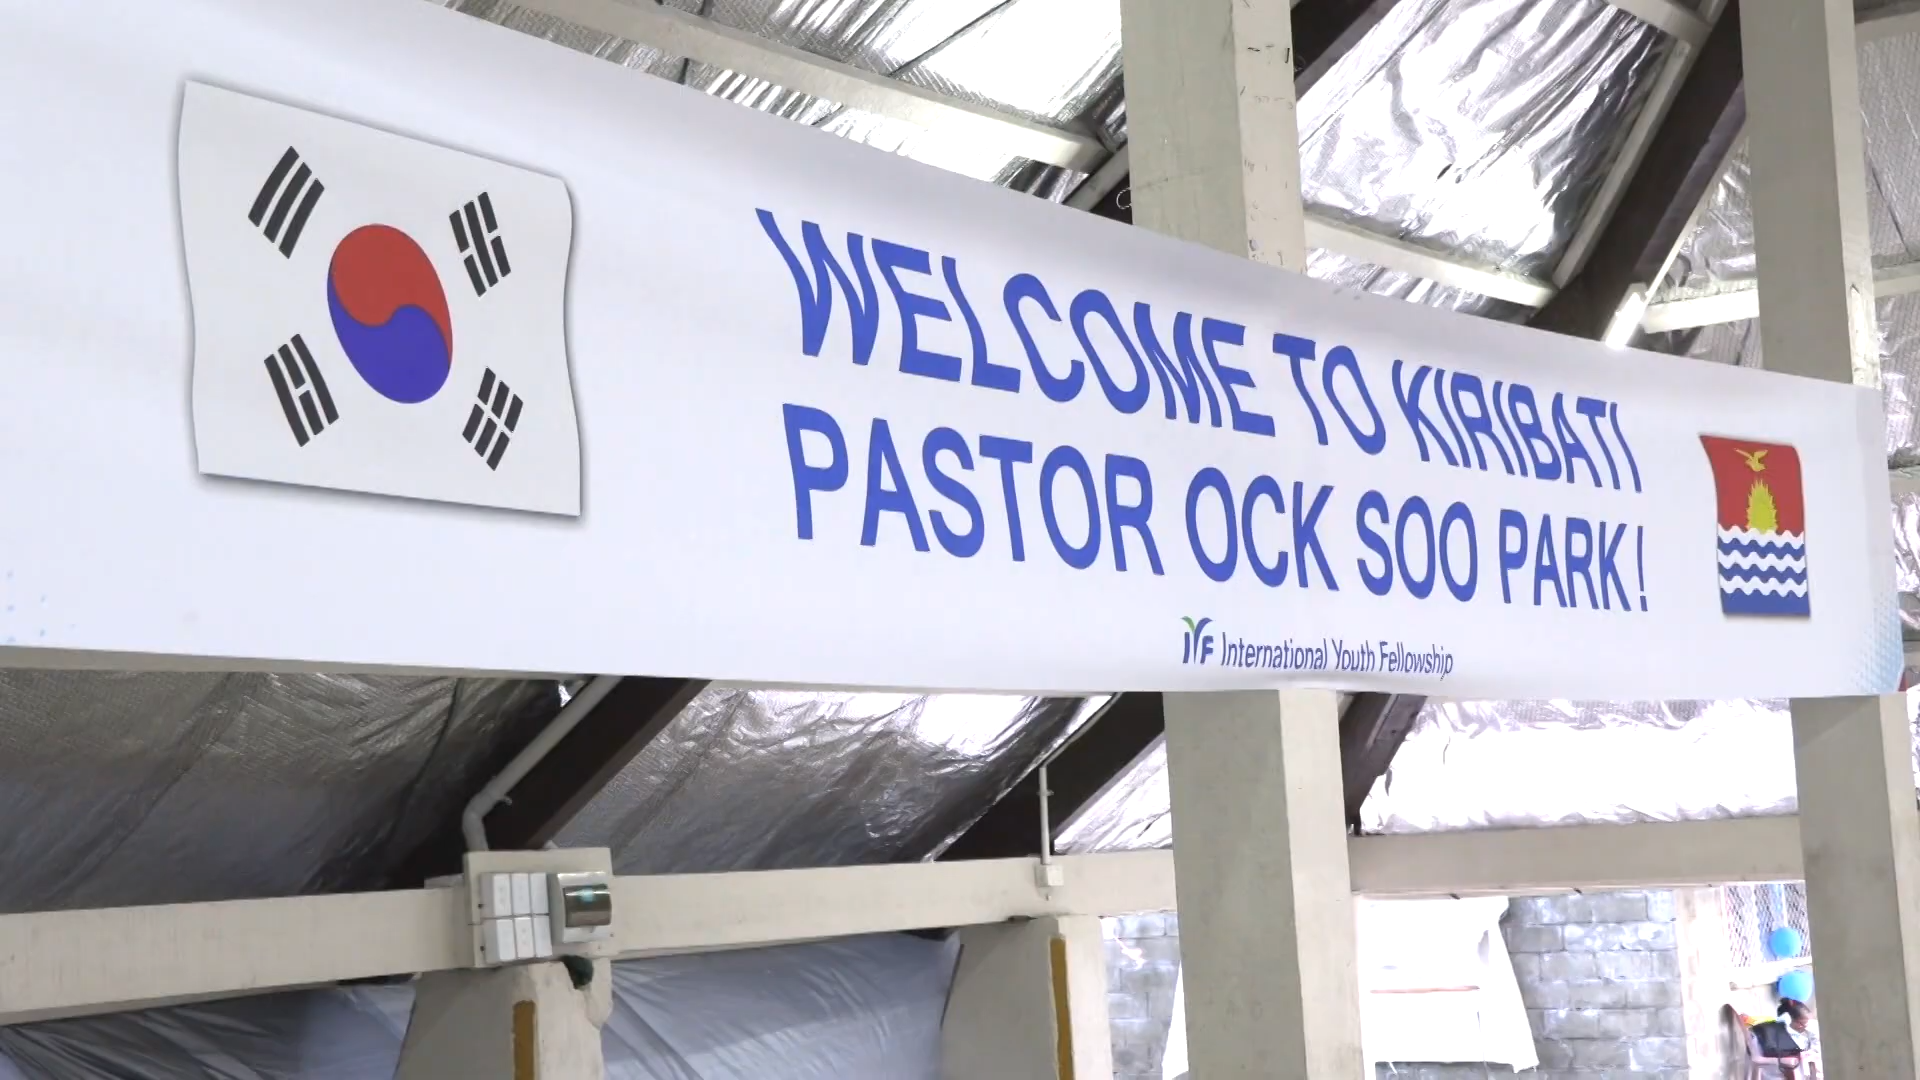 WELCOME TO KIRIBATI
PASTOR OCK SOO PARK!
IYF International Youth Fellowship